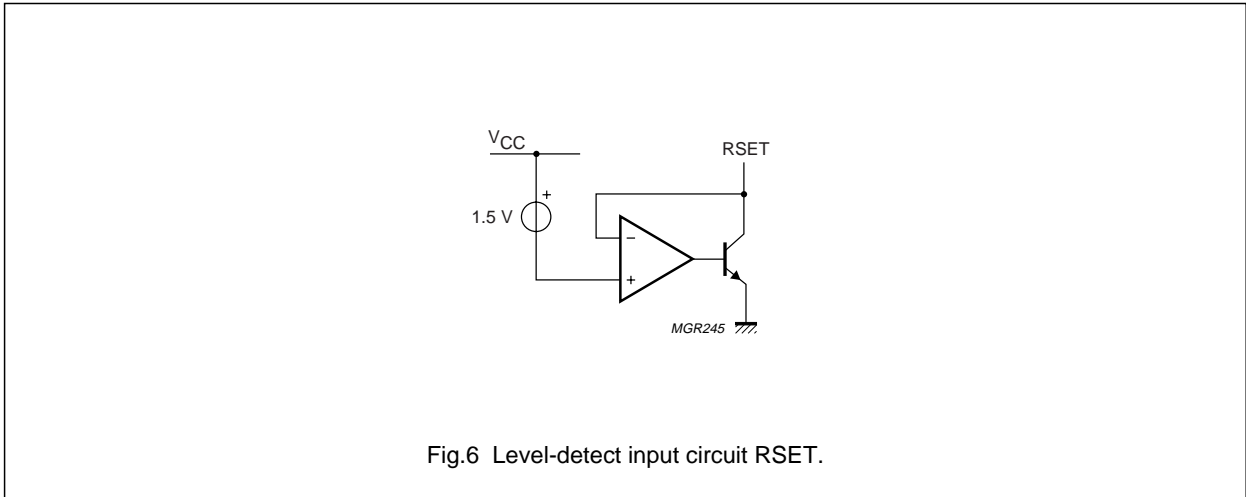 VCC
RSET
+
1.5 V
−
+
MGR245
Fig.6 Level-detect input circuit RSET.